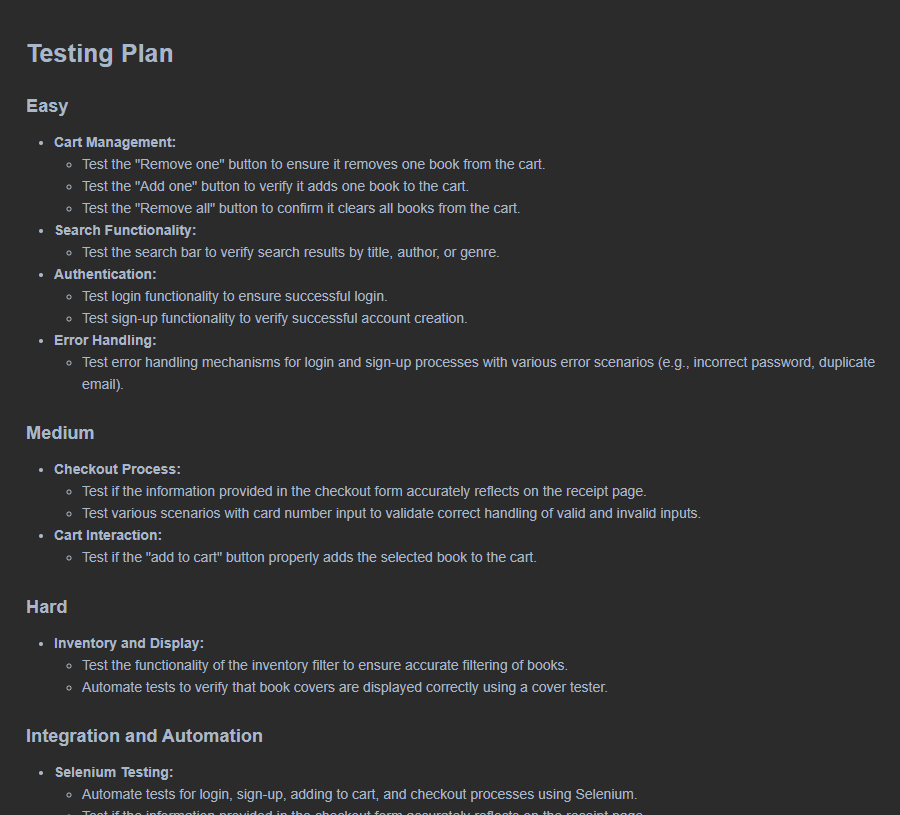 Testing Plan
Easy
Cart Management:
Test the "Remove one" button to ensure it removes one book from the cart.
Test the "Add one" button to verify it adds one book to the cart.
Test the "Remove all" button to confirm it clears all books from the cart.
Search Functionality:
Test the search bar to verify search results by title, author, or genre.
Authentication:
Test login functionality to ensure successful login.
Test sign-up functionality to verify successful account creation.
Error Handling:
Test error handling mechanisms for login and sign-up processes with various error scenarios (e.g., incorrect password, duplicate
email).
Medium
Checkout Process:
Test if the information provided in the checkout form accurately reflects on the receipt page.
Test various scenarios with card number input to validate correct handling of valid and invalid inputs.
Cart Interaction:
Test if the "add to cart" button properly adds the selected book to the cart.
Hard
Inventory and Display:
Test the functionality of the inventory filter to ensure accurate filtering of books.
Automate tests to verify that book covers are displayed correctly using a cover tester.
Integration and Automation
Selenium Testing:
Automate tests for login, sign-up, adding to cart, and checkout processes using Selenium.
Test if the information provided in the checkout form accurately reflects on the receipt page.